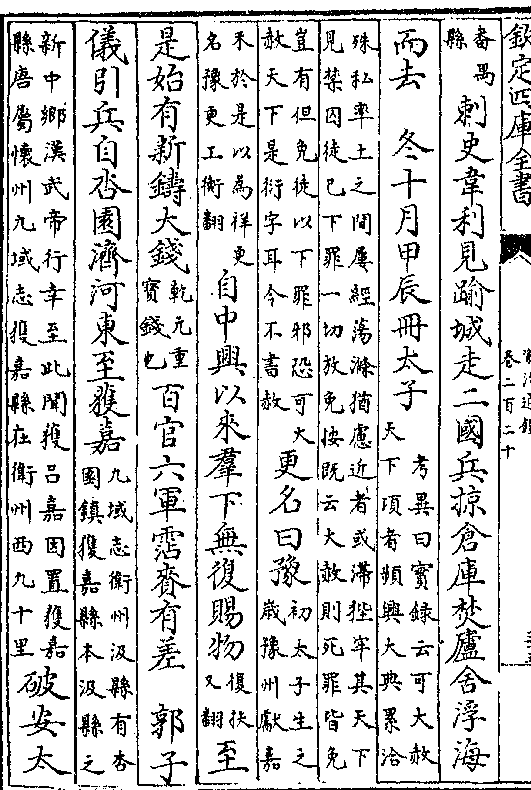 欽定四庫全書
資治通鑑
卷二百二十
番禺
縣
刺史韋利見踰城走二國兵掠倉庫焚廬舍浮海
而去 冬十月甲辰冊太子
考異曰實録云可大赦
天下項者頻興大典累洽
殊私率土之間屢經蕩滌猶慮近者或滯狴牢其天下
見禁囚徒已下罪一切放免按既云大赦則死罪皆免
豈有但免徒以下罪邪恐可大
赦天下是衍字耳今不書赦
更名曰豫
初太子生之
歲豫州獻嘉
禾於是以為祥更
名豫更工衡翻
自中興以來羣下無復賜物
復扶
又翻
至
是始有新鑄大錢
乾元重
寶錢也
百官六軍霑賚有差 郭子
儀引兵自杏園濟河東至獲嘉
九域志衛州汲縣有杏
園鎮獲嘉縣本汲縣之
新中鄉漢武帝行幸至此聞獲呂嘉因置獲嘉
縣唐屬懷州九域志獲嘉縣在衛州西九十里
破安太